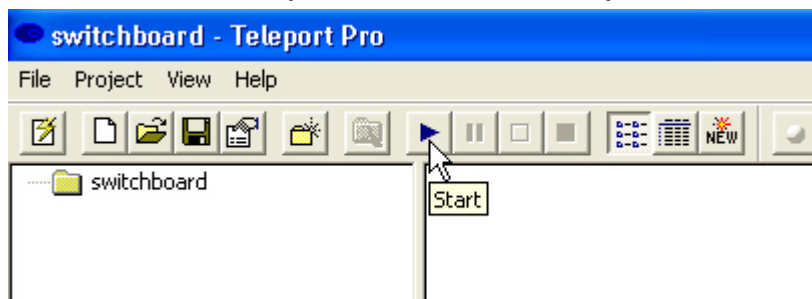 switchboard - Teleport Pro
File Project View Help
NEW
switchboard
Start